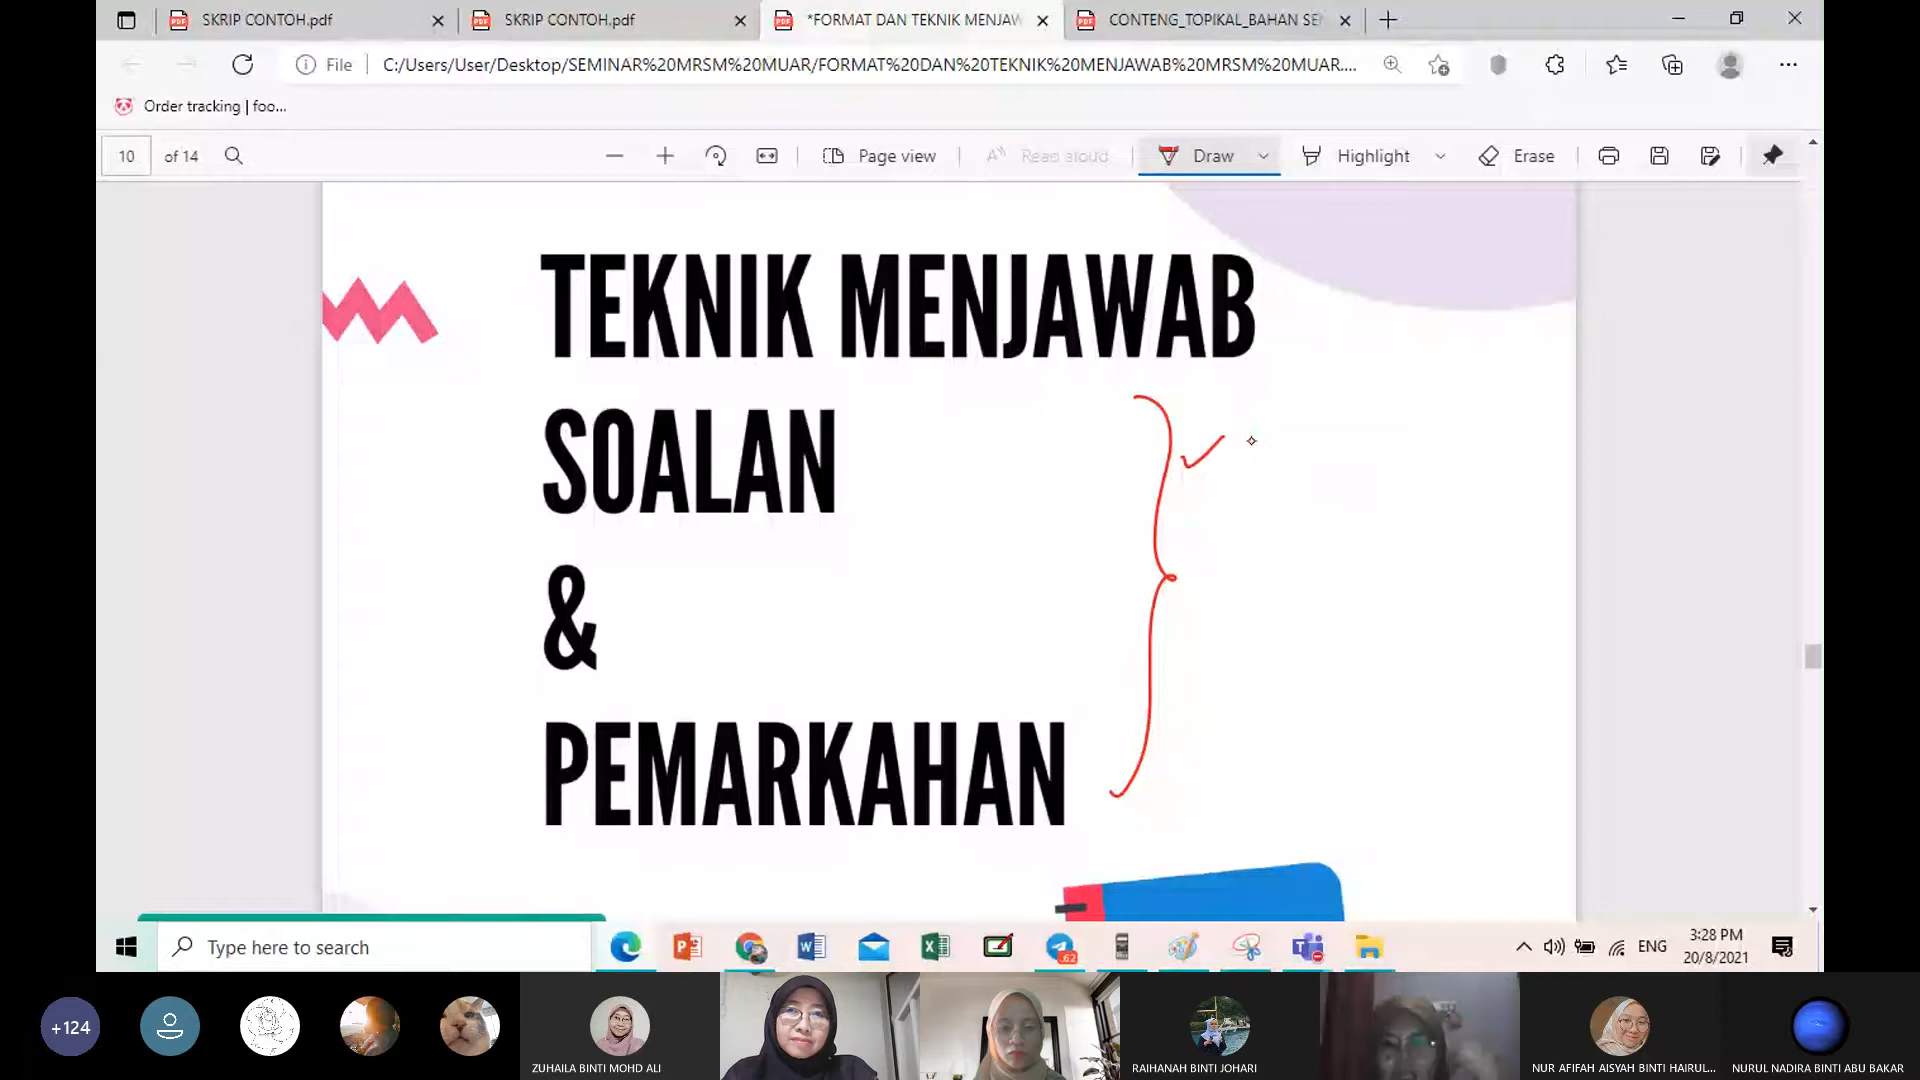 SKRIP CONTOH.pdf
SKRIP CONTOH.pdf
*FORMAT DAN TEKNIK MENJAW
CONTENG_TOPIKAL_BAHAN SE
File
C:/Users/User/Desktop/SEMINAR%20MRSM%20MUAR/FORMAT%20DAN%20TEKNIK%20MENJAWAB%20MRSM%20MUAR....
Order tracking | foo...
10 of 14
Page view
Read aloud
Draw
Highlight
Erase
TEKNIK MENJAWAB
SOALAN
&
PEMARKAHAN
Type here to search
62
ENG
3:28 PM
20/8/2021
+124
ZUHAILA BINTI MOHD ALI
RAIHANAH BINTI JOHARI
NUR AFIFAH AISYAH BINTI HAIRUL...
NURUL NADIRA BINTI ABU BAKAR